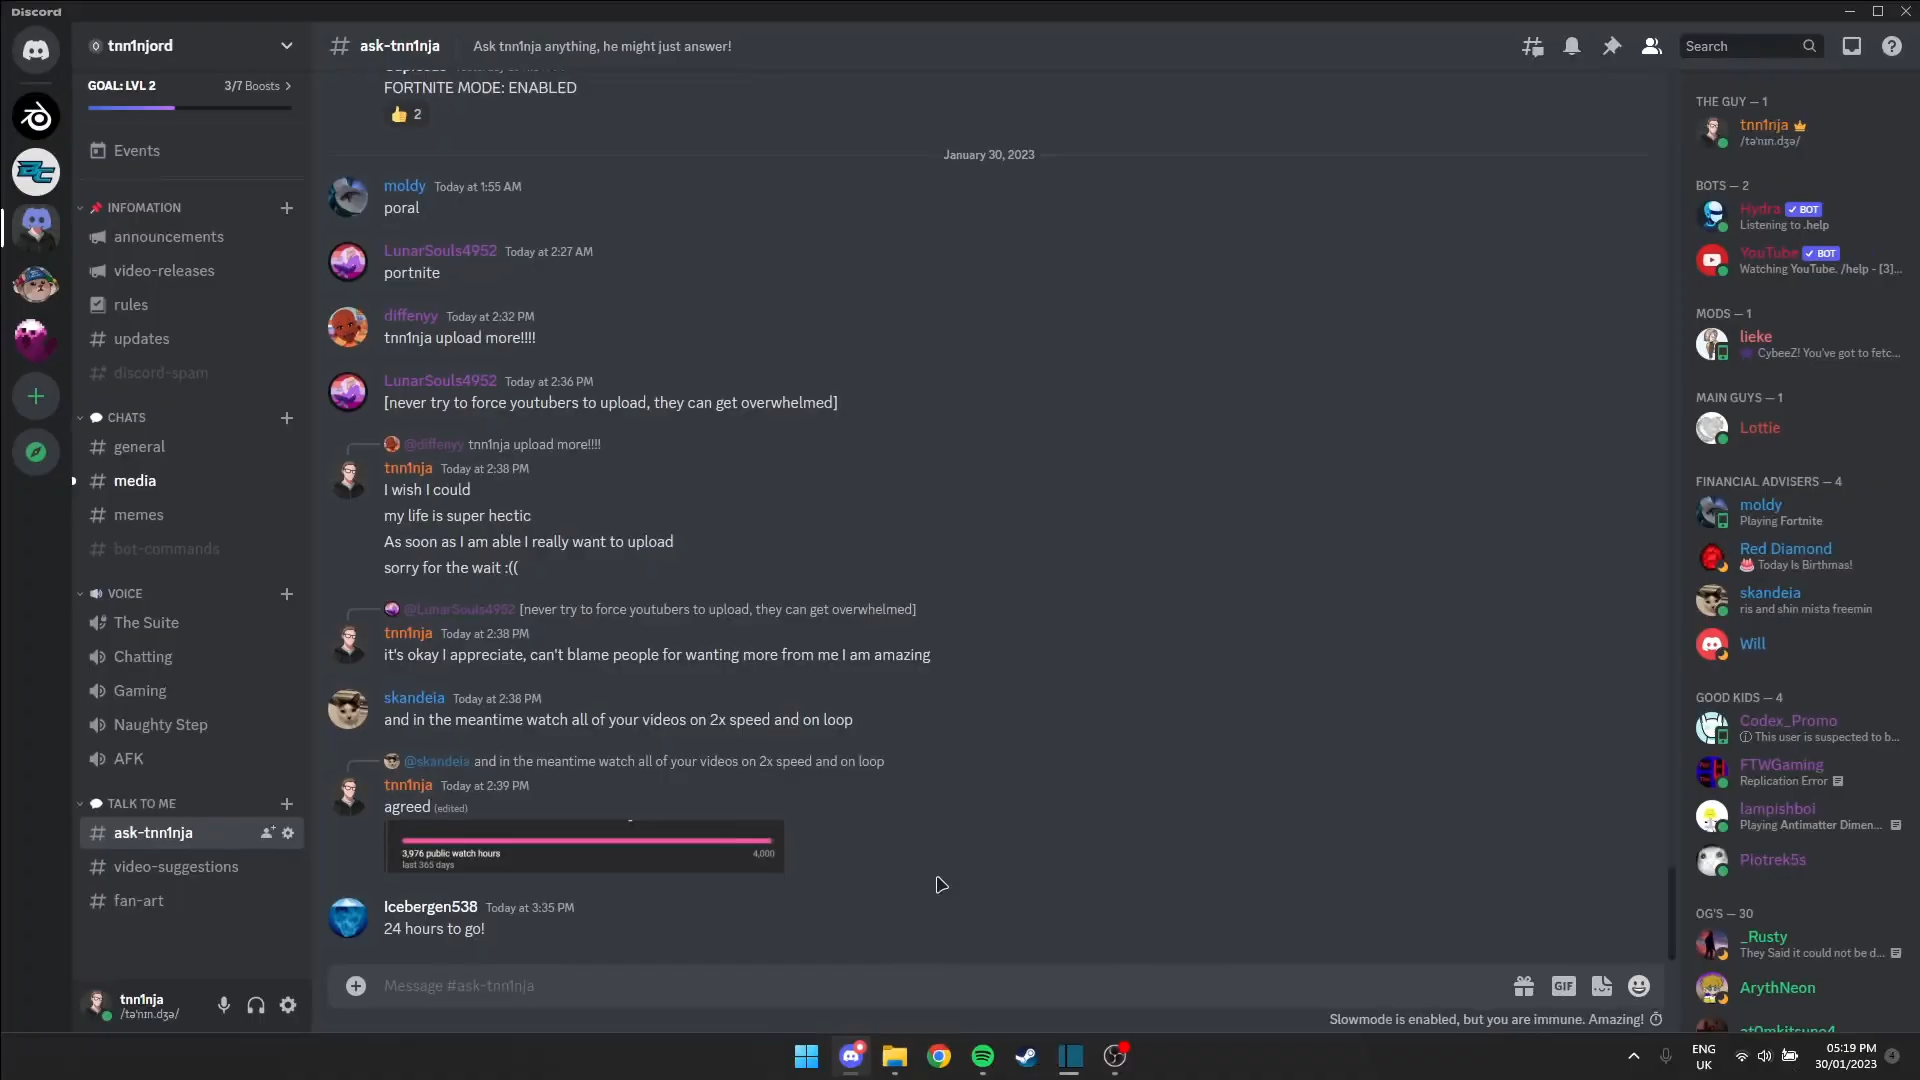 Discord
tnn1njord
GOAL: LVL 2
3/7 Boosts
Events
INFOMATION
announcements
video-releases
rules
updates
discord-spam
CHATS
general
media
memes
bot-commands
VOICE
The Suite
Chatting
Gaming
Naughty Step
AFK
TALK TO ME
ask-tnn1nja
video-suggestions
fan-art
tnn1nja
/təˈnɪn.dʒə/
ask-tnn1nja
Ask tnn1nja anything, he might just answer!
Search
FORTNITE MODE: ENABLED
2
January 30, 2023
moldy Today at 1:55 AM
poral
LunarSouls4952 Today at 2:27 AM
portnite
diffenyy Today at 2:32 PM
tnn1nja upload more!!!!
LunarSouls4952 Today at 2:36 PM
[never try to force youtubers to upload, they can get overwhelmed]
@diffenyy tnn1nja upload more!!!!
tnn1nja Today at 2:38 PM
I wish I could
my life is super hectic
As soon as I am able I really want to upload
sorry for the wait :((
@LunarSouls4952 [never try to force youtubers to upload, they can get overwhelmed]
tnn1nja Today at 2:38 PM
it's okay I appreciate, can't blame people for wanting more from me I am amazing
skandeia Today at 2:38 PM
and in the meantime watch all of your videos on 2x speed and on loop
@skandeia and in the meantime watch all of your videos on 2x speed and on loop
tnn1nja Today at 2:39 PM
agreed (edited)
3,976 public watch hours 4,000
last 365 days
Icebergen538 Today at 3:35 PM
24 hours to go!
Message #ask-tnn1nja
GIF
Slowmode is enabled, but you are immune. Amazing!
THE GUY — 1
tnn1nja
/təˈnɪn.dʒə/
BOTS — 2
Hydra BOT
Listening to .help
YouTube BOT
Watching YouTube. /help - [3]...
MODS — 1
lieke
CybeeZ! You've got to fetc...
MAIN GUYS — 1
Lottie
FINANCIAL ADVISERS — 4
moldy
Playing Fortnite
Red Diamond
Today Is Birthmas!
skandeia
ris and shin mista freemin
Will
GOOD KIDS — 4
Codex_Promo
This user is suspected to b...
FTWGaming
Replication Error
lampishboi
Playing Antimatter Dimen...
Piotrek5s
OG'S — 30
_Rusty
They Said it could not be d...
ArythNeon
at0mkitsune4
ENG
UK
05:19 PM
30/01/2023
4